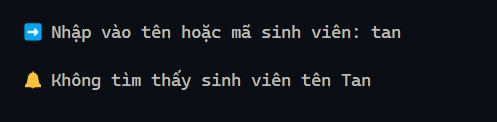 ➡️ Nhập vào tên hoặc mã sinh viên: tan
🔔 Không tìm thấy sinh viên tên Tan